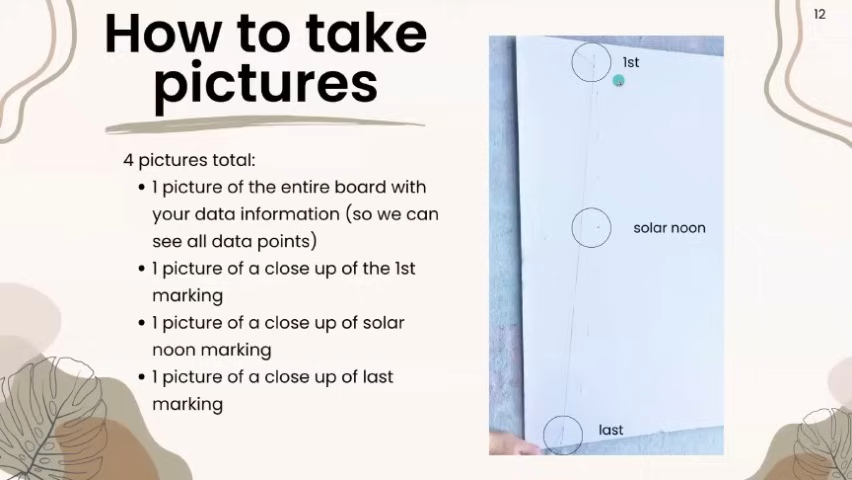 12
How to take
pictures
4 pictures total:
• 1 picture of the entire board with
your data information (so we can
see all data points)
• 1 picture of a close up of the 1st
marking
• 1 picture of a close up of solar
noon marking
• 1 picture of a close up of last
marking
1st
solar noon
last